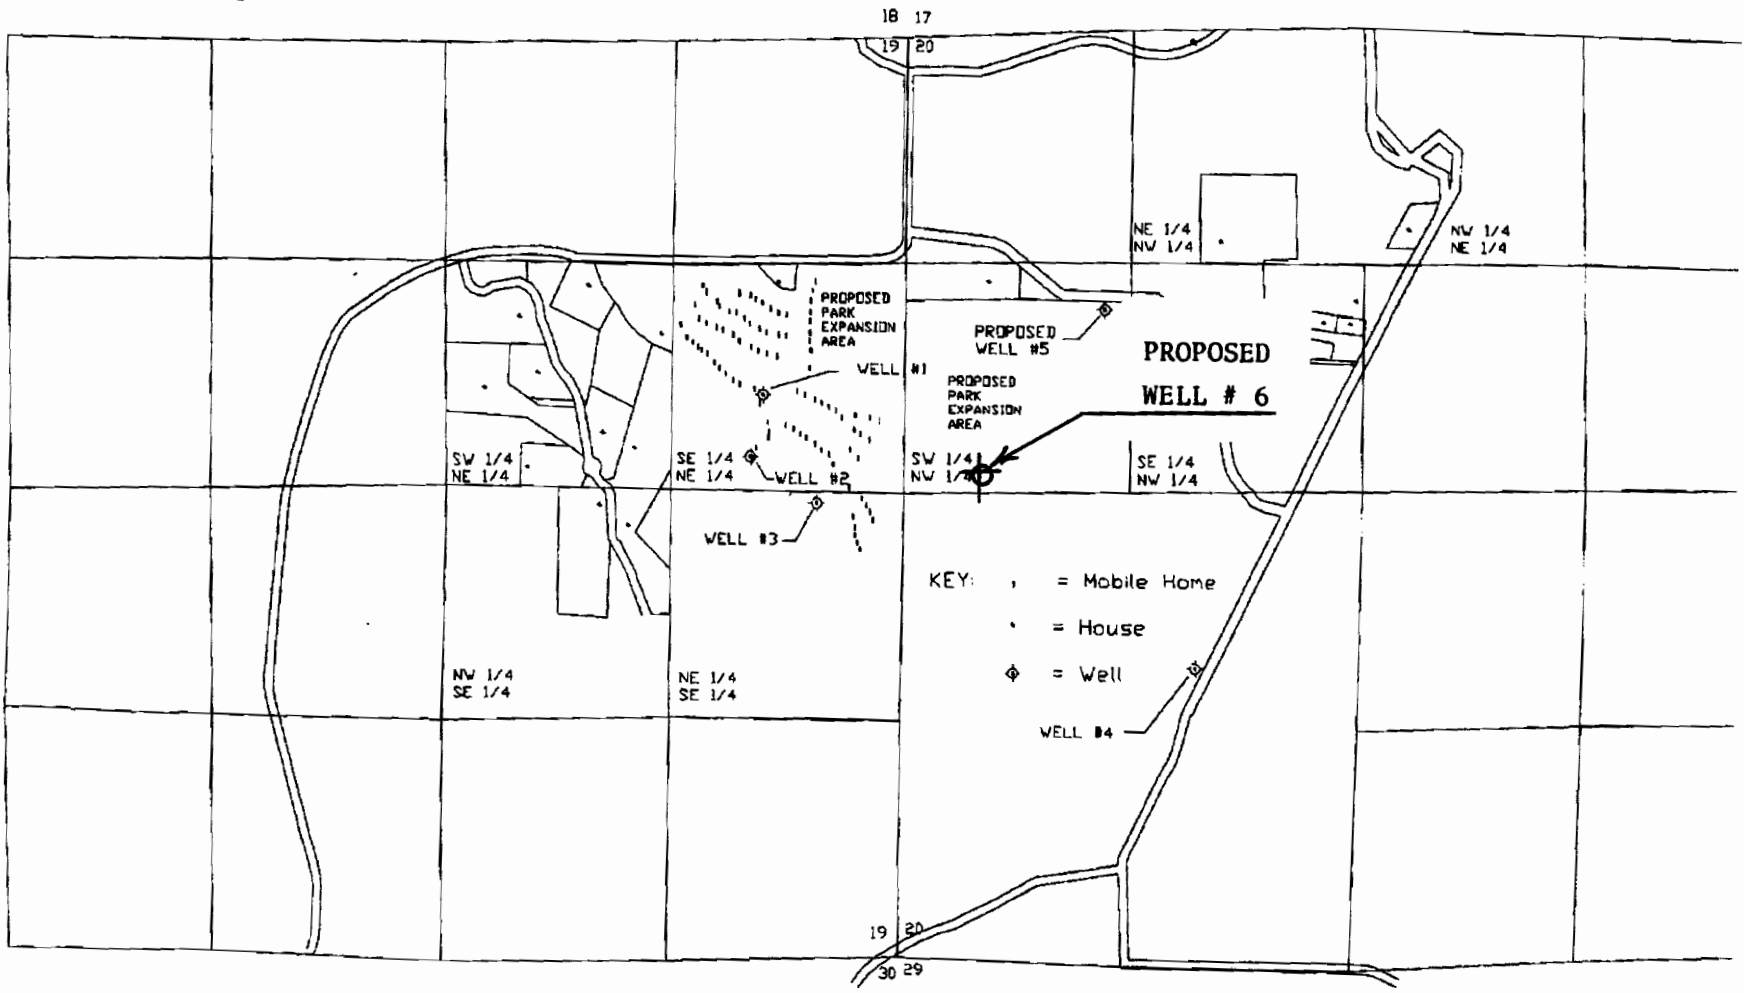 18 17
19 20
NE 1/4
NW 1/4
NW 1/4
NE 1/4
PROPOSED
PARK
EXPANSION
AREA
PROPOSED
WELL #5
PROPOSED
WELL # 6
WELL #1
PROPOSED
PARK
EXPANSION
AREA
SW 1/4
NE 1/4
SE 1/4
NE 1/4
WELL #2
SW 1/4
NW 1/4
SE 1/4
NW 1/4
WELL #3
KEY: , = Mobile Home
• = House
= Well
NW 1/4
SE 1/4
NE 1/4
SE 1/4
WELL #4
19 20
30 29